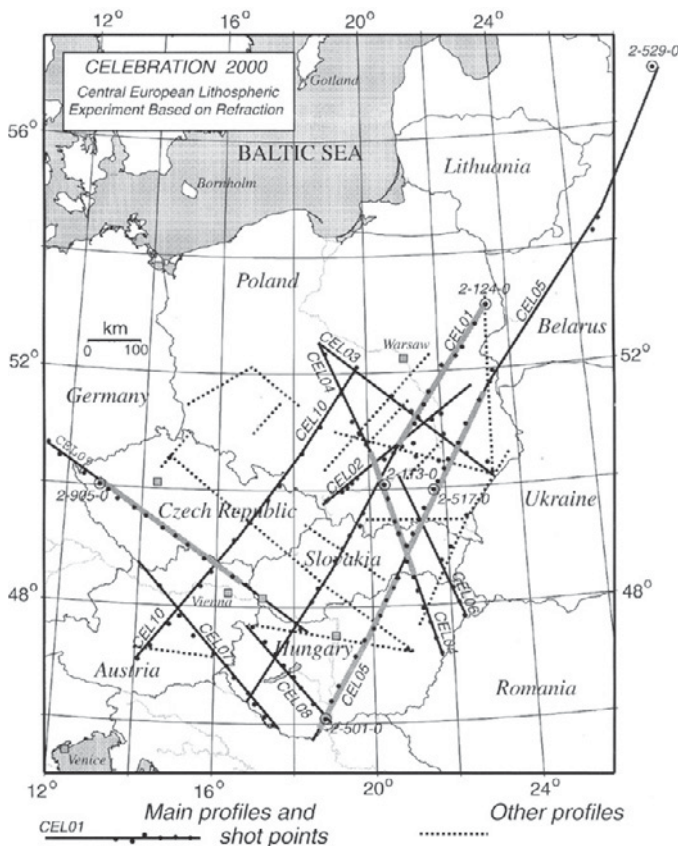 12° 16° 20° 24°
2-529-0
CELEBRATION 2000
Central European Lithospheric
Experiment Based on Refraction
Gotland
56°
BALTIC SEA
Lithuania
Bornholm
Poland
2-124-0
CEL05
km
100
CEL01
Belarus
CEL03
Warsaw
52°
52°
CEL04
Germany
CEL10
CEL09
CEL02
2-113-0
2-905-0
2-517-0
Czech Republic
Ukraine
Slovakia
48°
48°
Vienna
CEL06
CEL10
CEL07
Hungary
CEL04
Austria
CEL05
CEL08
Romania
2-501-0
Venice
12° 16° 20° 24°
Main profiles and
shot points
Other profiles
CEL01